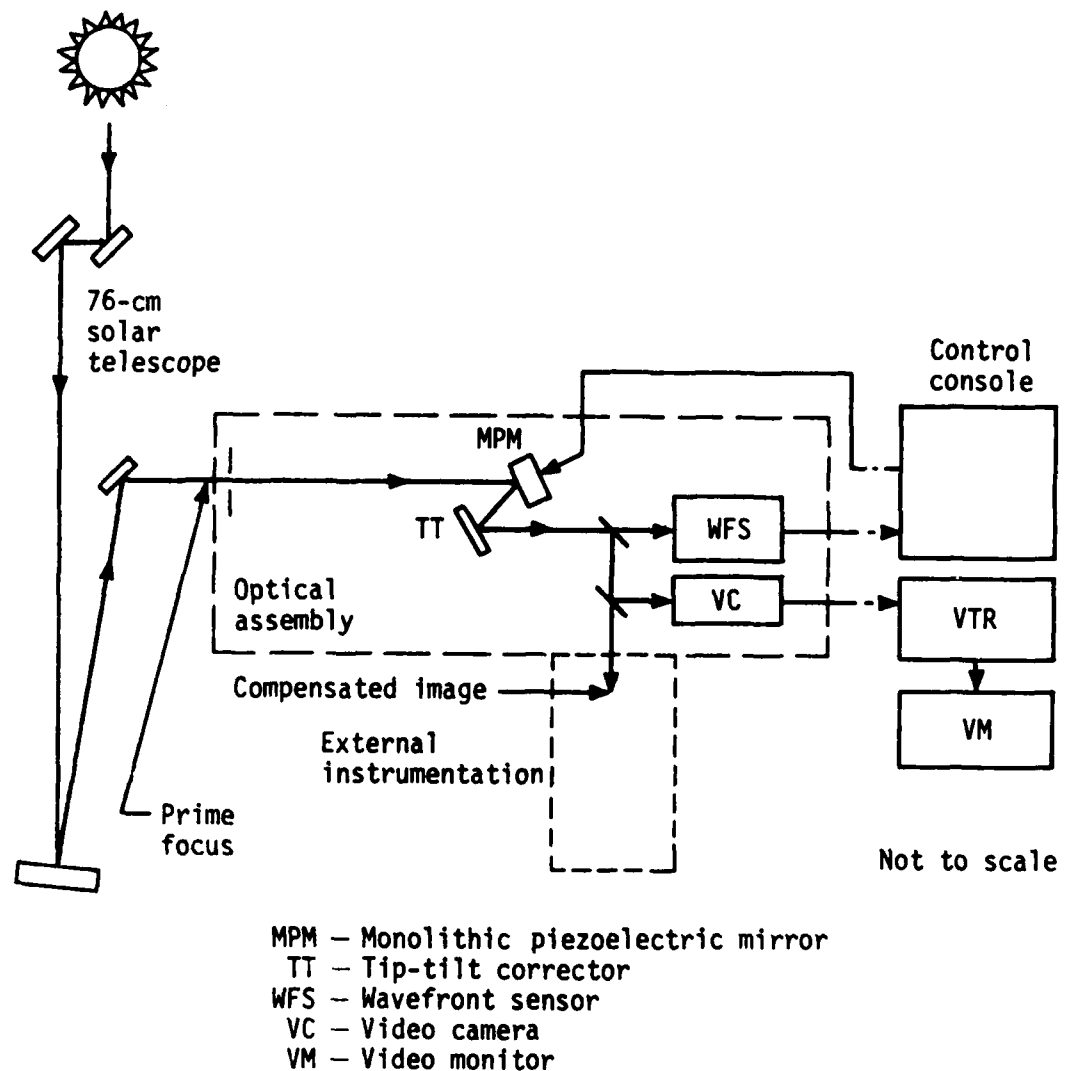 76-cm
solar
telescope
Control
console
MPM
TT
WFS
Optical
assembly
VC
VTR
Compensated image
VM
External
instrumentation
Prime
focus
Not to scale
MPM — Monolithic piezoelectric mirror
TT — Tip-tilt corrector
WFS — Wavefront sensor
VC — Video camera
VM — Video monitor